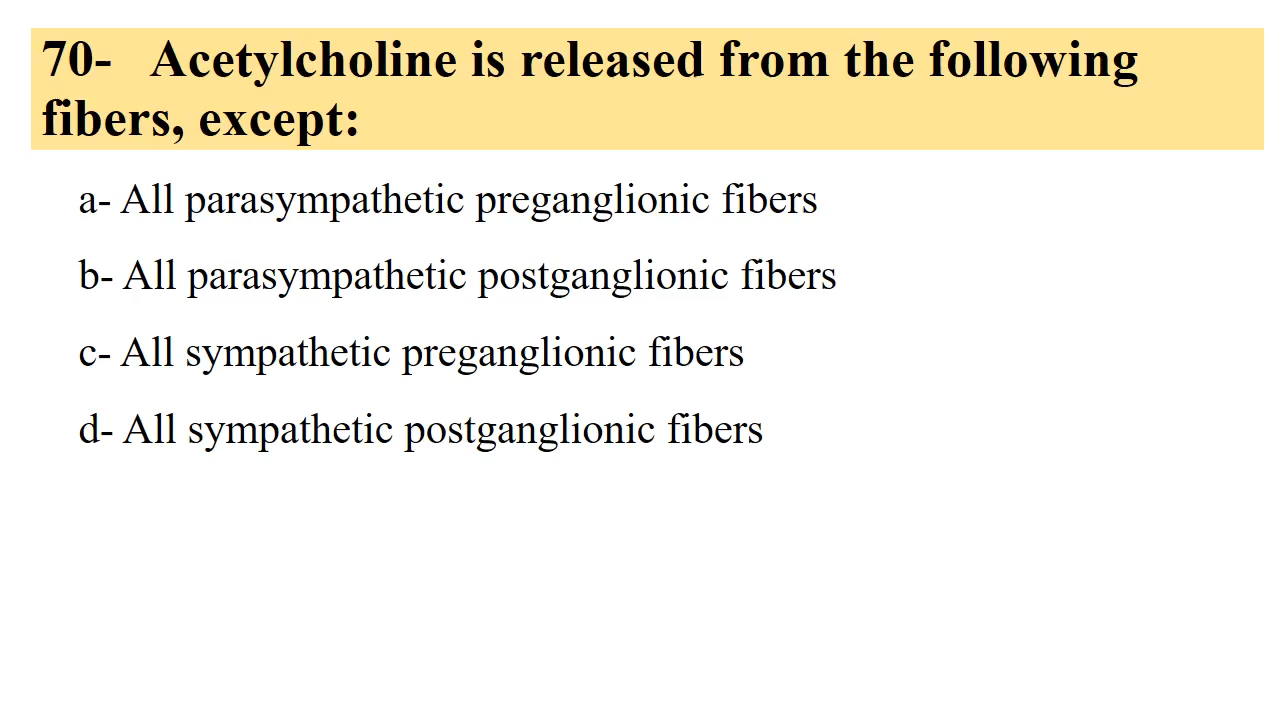 70-   Acetylcholine is released from the following
fibers, except:
a- All parasympathetic preganglionic fibers
b- All parasympathetic postganglionic fibers
c- All sympathetic preganglionic fibers
d- All sympathetic postganglionic fibers